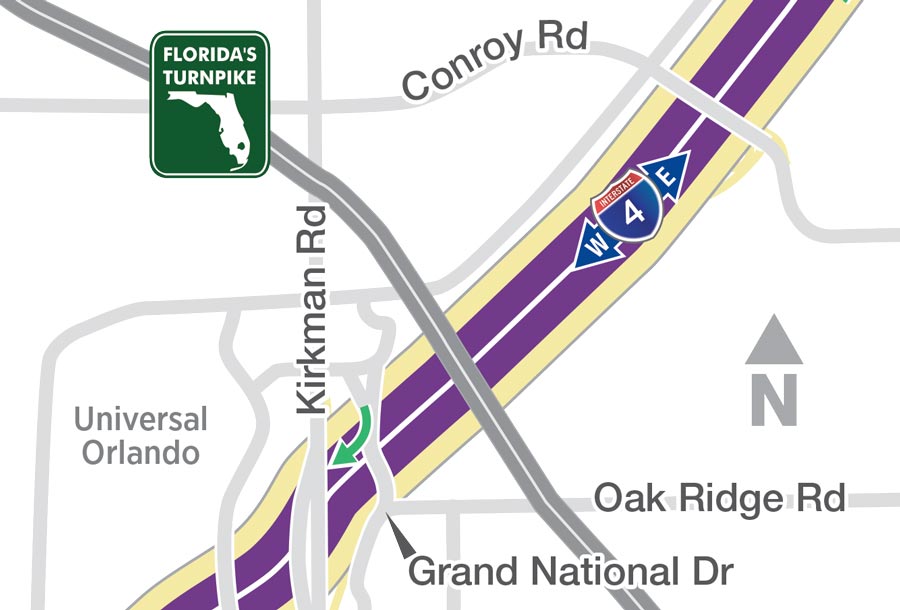 FLORIDA'S
TURNPIKE
Conroy Rd
INTERSTATE
4
E
W
Kirkman Rd
Universal
Orlando
N
Oak Ridge Rd
Grand National Dr